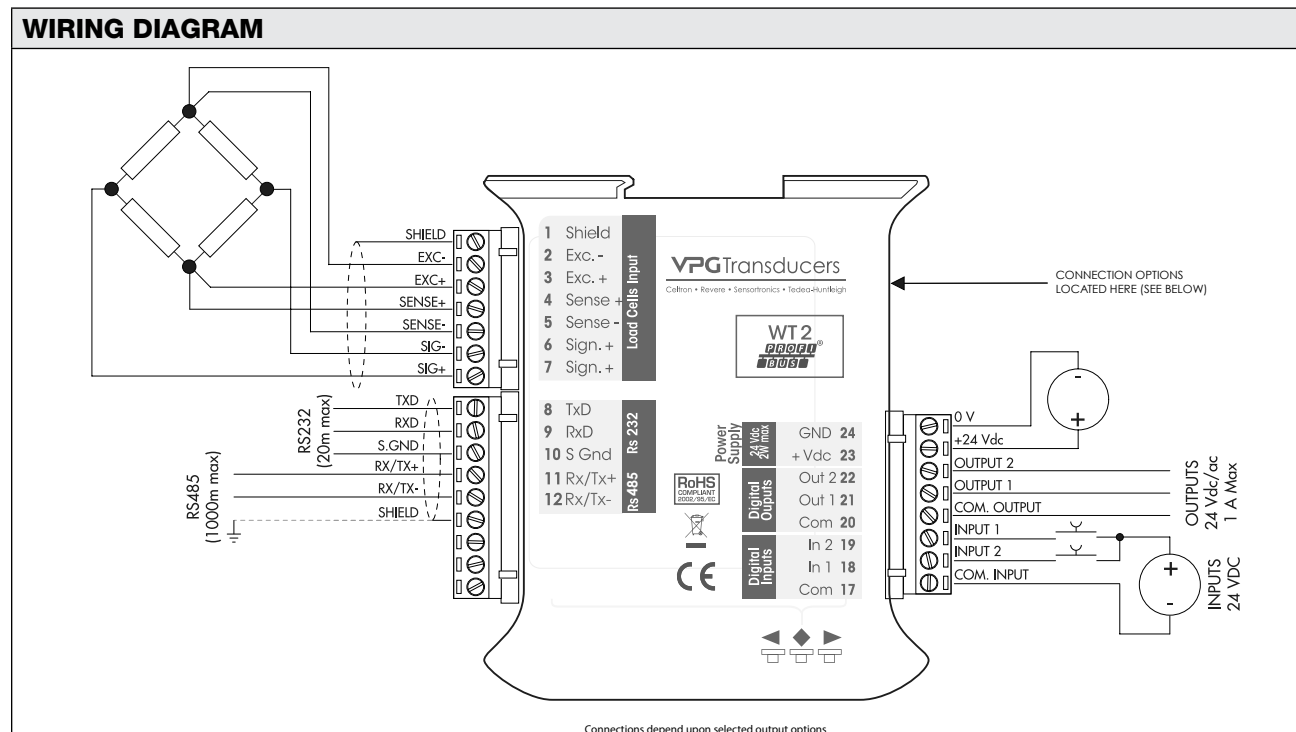 WIRING DIAGRAM
SHIELD
EXC-
EXC+
SENSE+
SENSE-
SIG-
SIG+
TXD
RXD
S.GND
RX/TX+
RX/TX-
SHIELD
RS232
(20m max)
RS485
(1000m max)
1 Shield
2 Exc. -
3 Exc. +
4 Sense +
5 Sense -
6 Sign. +
7 Sign. +
Load Cells Input
8 TxD
9 RxD
10 S Gnd
11 Rx/Tx+
12 Rx/Tx-
Rs 232
Rs 485
VPGTransducers
Celtron • Revere • Sensortronics • Tedea-Huntleigh
WT 2
PROFI
BUS
®
CONNECTION OPTIONS
LOCATED HERE (SEE BELOW)
RoHS
COMPLIANT
2002/95/EC
CE
Power
Supply
24 Vdc
2W max
GND 24
+ Vdc 23
Digital
Ouputs
Out 2 22
Out 1 21
Com 20
Digital
Inputs
In 2 19
In 1 18
Com 17
0 V
+24 Vdc
OUTPUT 2
OUTPUT 1
COM. OUTPUT
INPUT 1
INPUT 2
COM. INPUT
-
+
OUTPUTS
24 Vdc/ac
1 A Max
+
-
INPUTS
24 VDC
Connections depend upon selected output options